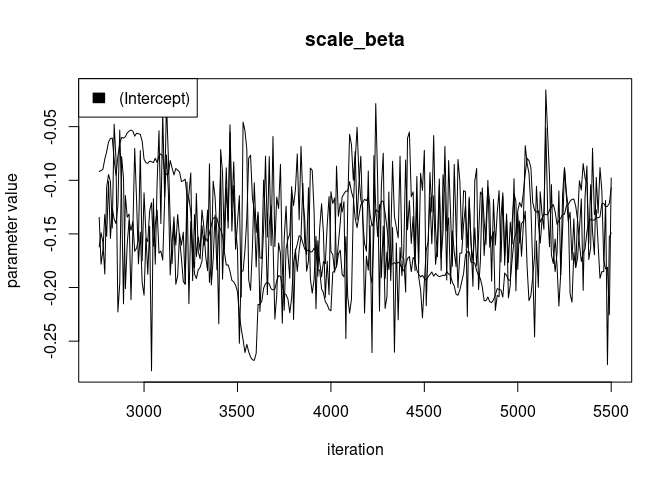 scale_beta
(Intercept)
parameter value
-0.05
-0.10
-0.15
-0.20
-0.25
3000 3500 4000 4500 5000 5500
iteration